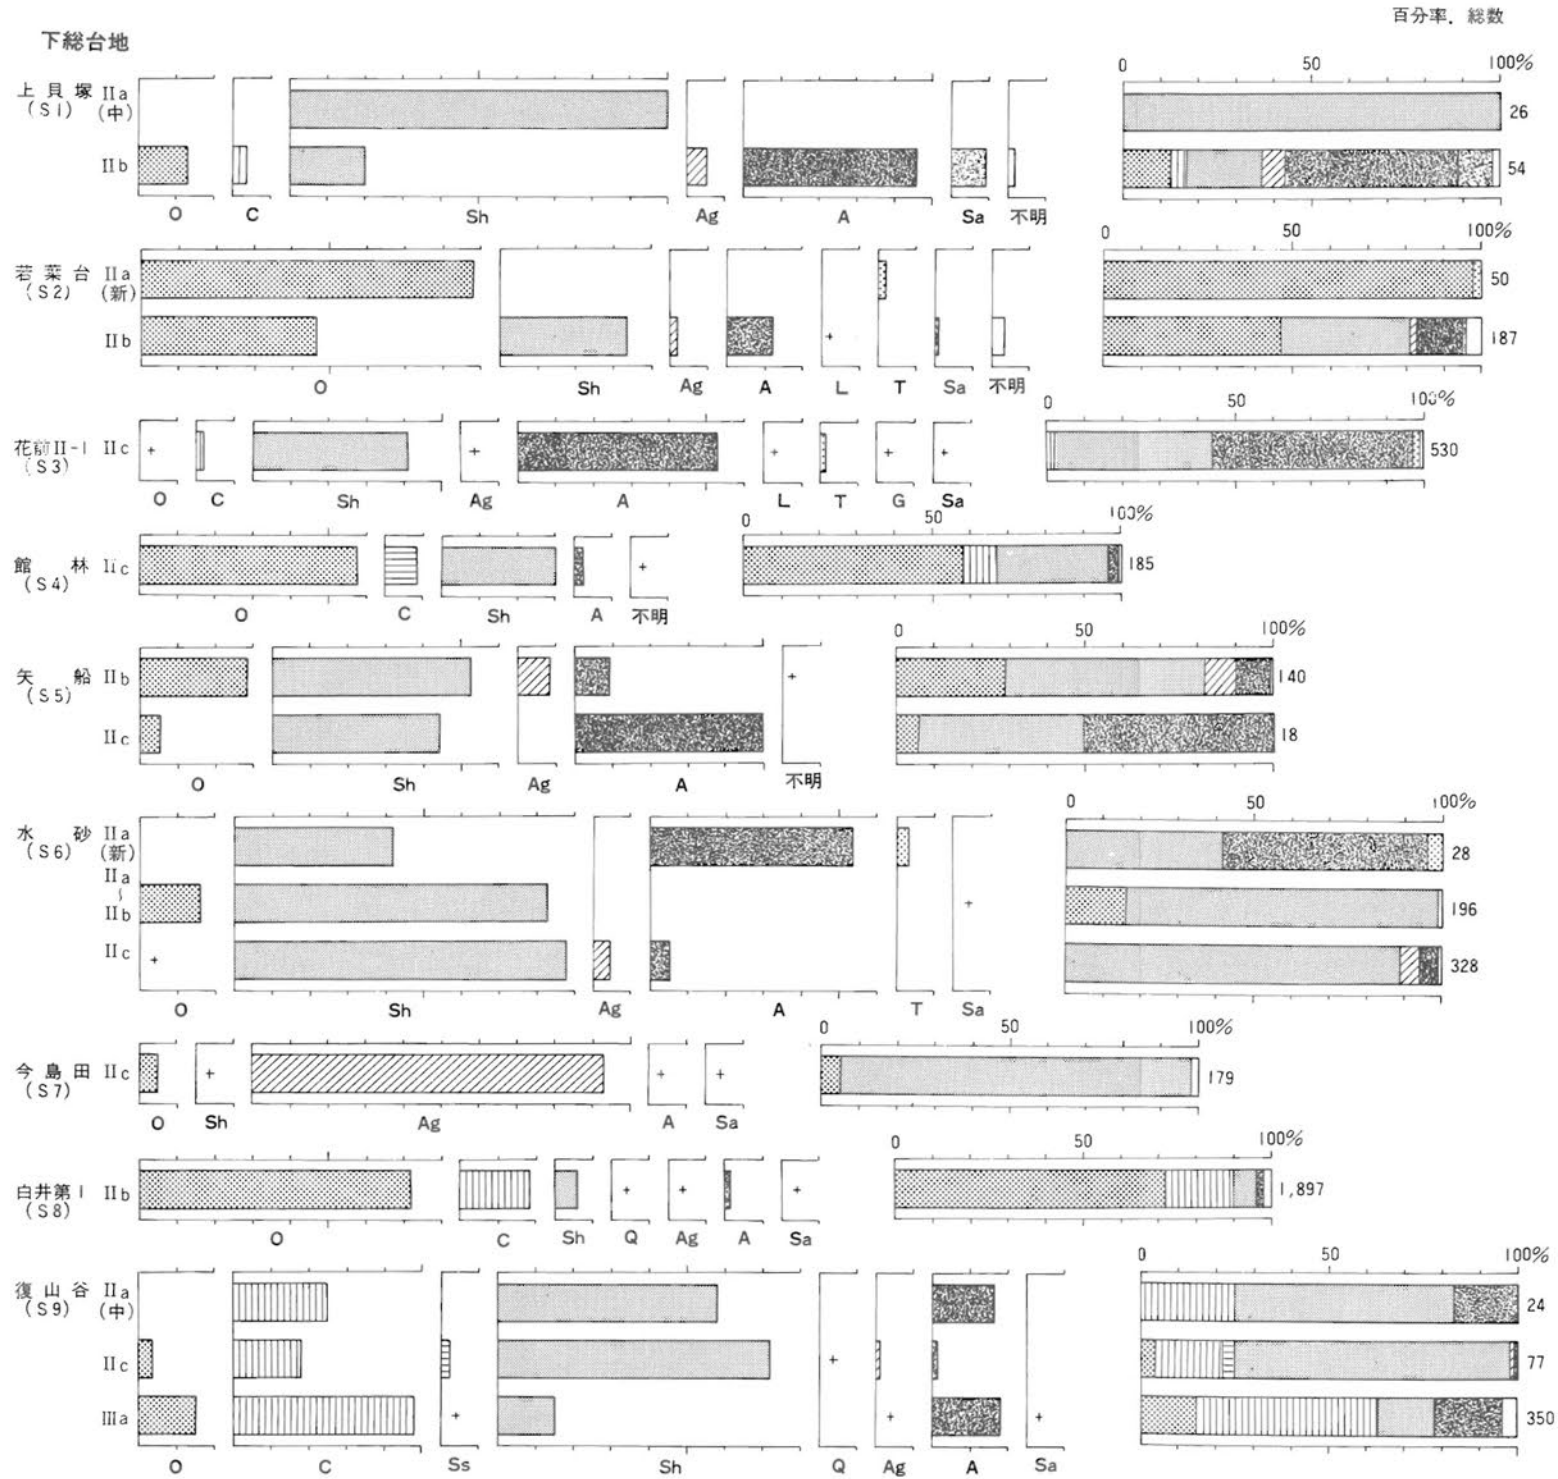 百分率．総数
下総台地
0 50 100%
上貝塚 IIa 26
(S1) (中)
IIb 54
O C Sh Ag A Sa 不明
0 50 100%
若葉台 IIa 50
(S2) (新)
IIb + 187
O Sh Ag A L T Sa 不明
0 50 100%
花前II-1 IIc + + + + + 530
(S3)
O C Sh Ag A L T G Sa
0 50 100%
館林 IIc + 185
(S4)
O C Sh A 不明
0 50 100%
矢船 IIb + 140
(S5)
IIc 18
O Sh Ag A 不明
0 50 100%
水砂 IIa 28
(S6) (新)
IIa
〜 + 196
IIb
IIc + 328
O Sh Ag A T Sa
0 50 100%
今島田 IIc + + + 179
(S7)
O Sh Ag A Sa
0 50 100%
白井第1 IIb + + + 1,897
(S8)
O C Sh Q Ag A Sa
0 50 100%
復山谷 IIa 24
(S9) (中)
IIc + 77
IIIa + + + 350
O C Ss Sh Q Ag A Sa